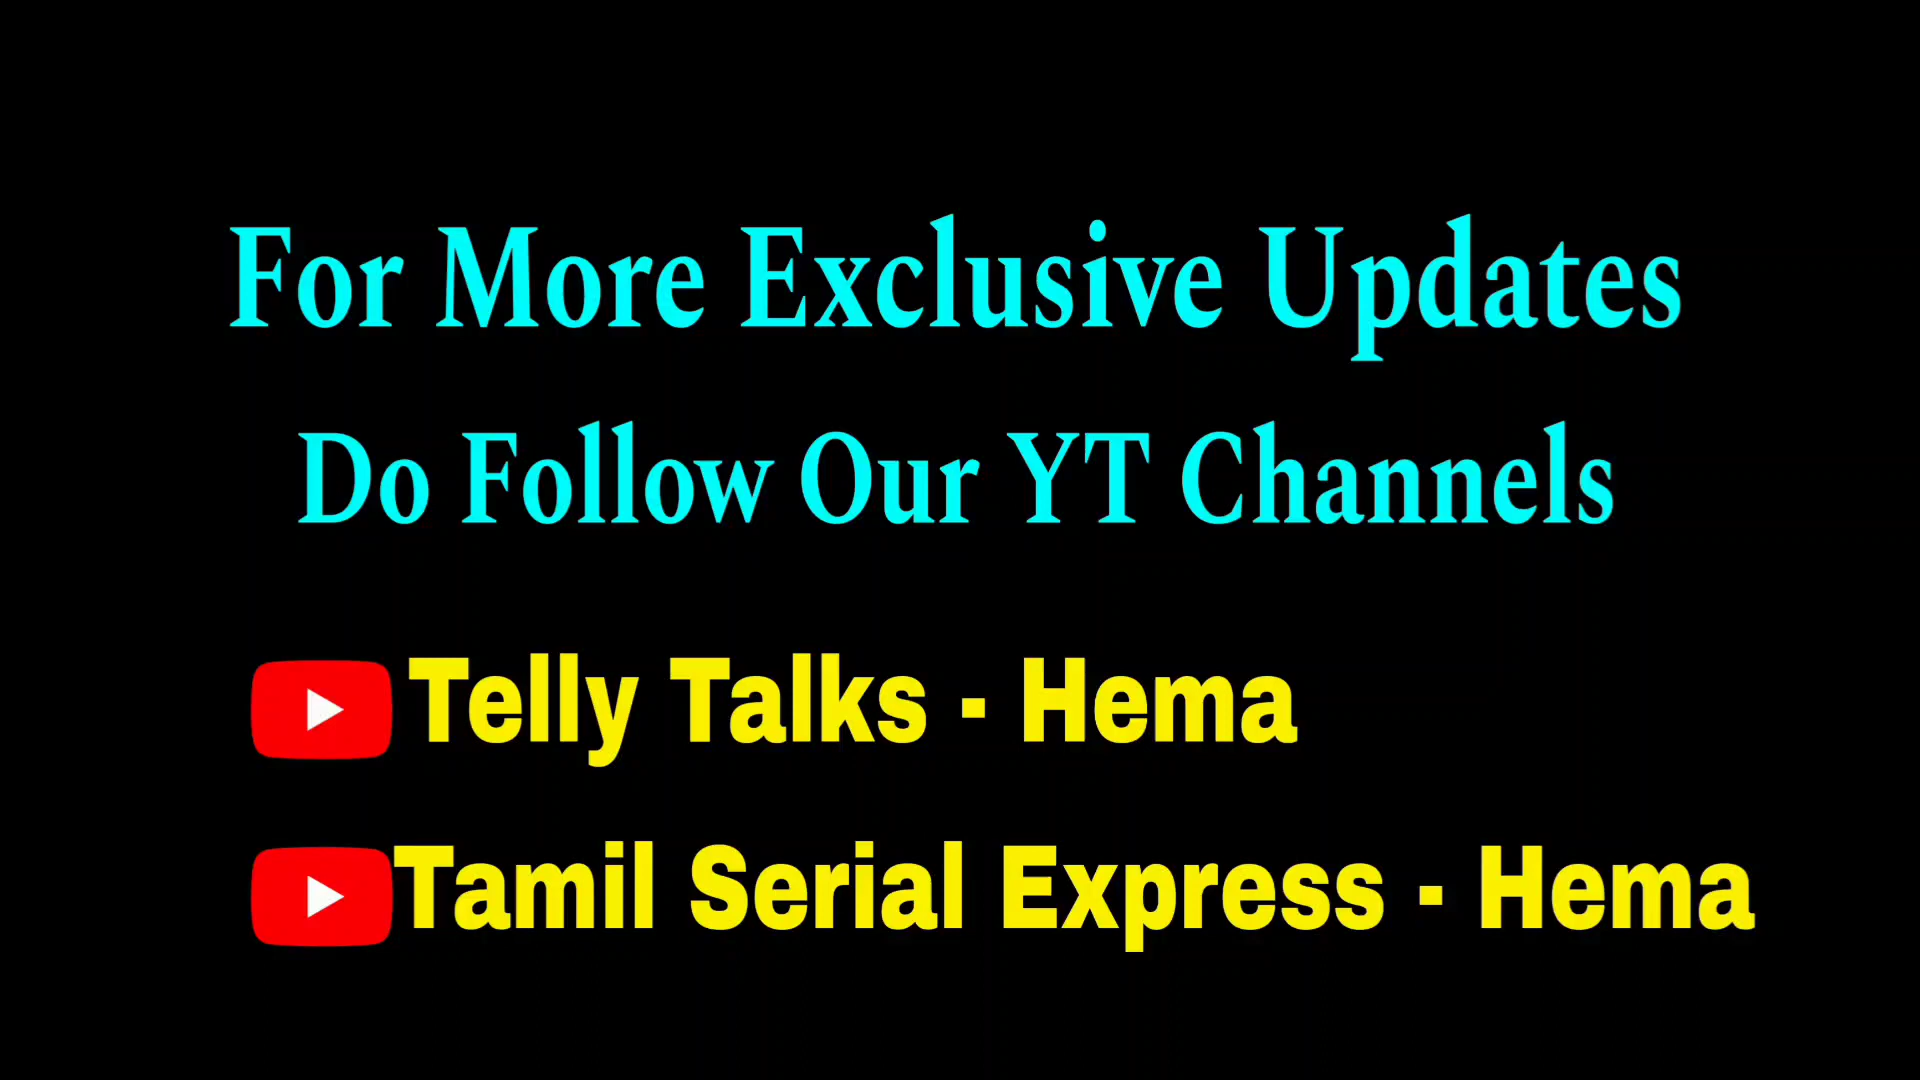 For More Exclusive Updates
Do Follow Our YT Channels
Telly Talks - Hema
Tamil Serial Express - Hema